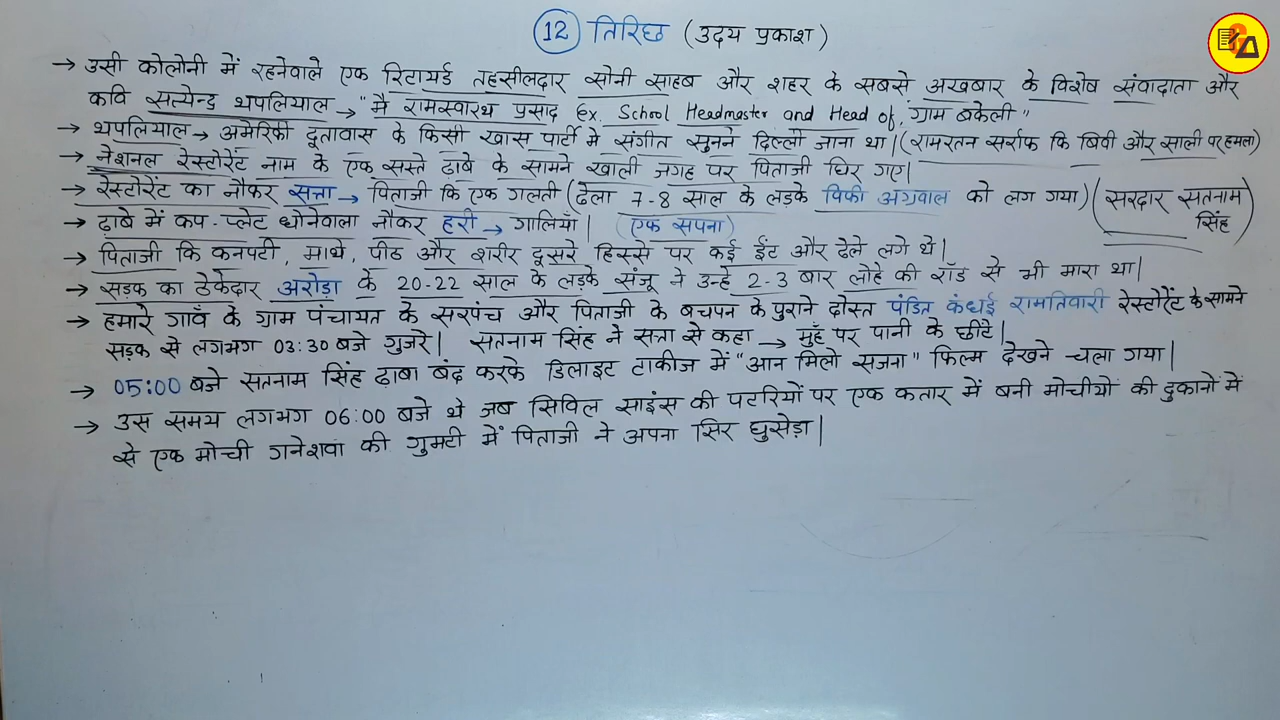 12 तिरिछ (उदय प्रकाश)
→ उसी कोलोनी में रहनेवाले एक रिटायर्ड तहसीलदार सोनी साहब और शहर के सबसे अखबार के विशेष संवादाता और
कवि सत्येन्द्र थपलियाल → "मै रामस्वारथ प्रसाद Ex. School Headmaster and Head of, ग्राम बकेली"
→ थपलियाल → अमेरिकी दूतावास के किसी खास पार्टी मे संगीत सुनने दिल्ली जाना था। (रामरतन सर्राफ कि बिवी और साली पर हमला)
→ नेशनल रेस्टोरेंट नाम के एक सस्ते ढ़ाबे के सामने खाली जगह पर पिताजी घिर गए।
→ रेस्टोरेंट का नौकर सत्ना → पिताजी कि एक गलती (ढेला 7-8 साल के लड़के विकी अग्रवाल को लग गया) (सरदार सतनाम सिंह)
→ ढ़ाबे में कप-प्लेट धोनेवाला नौकर हरी → गालियाँ। (एक सपना)
→ पिताजी कि कनपटी, माथे, पीठ और शरीर दूसरे हिस्से पर कई ईंट और ढेले लगे थे।
→ सड़क का ठेकेदार अरोड़ा के 20-22 साल के लड़के संजू ने उन्हे 2-3 बार लोहे की रॉड से भी मारा था।
→ हमारे गाँव के ग्राम पंचायत के सरपंच और पिताजी के बचपन के पुराने दोस्त पंडित कंधई रामतिवारी रेस्टोरेंट के सामने
सड़क से लगभग 03:30 बजे गुजरे। सतनाम सिंह ने सत्ना से कहा → मुँह पर पानी के छींटे।
→ 05:00 बजे सतनाम सिंह ढ़ाबा बंद करके डिलाइट टाकीज में "आन मिलो सजना" फिल्म देखने चला गया।
→ उस समय लगभग 06:00 बजे थे जब सिविल साइंस की पटरियों पर एक कतार में बनी मोचीयों की दुकानों में
से एक मोची गनेशवा की गुमटी में पिताजी ने अपना सिर घुसेड़ा।